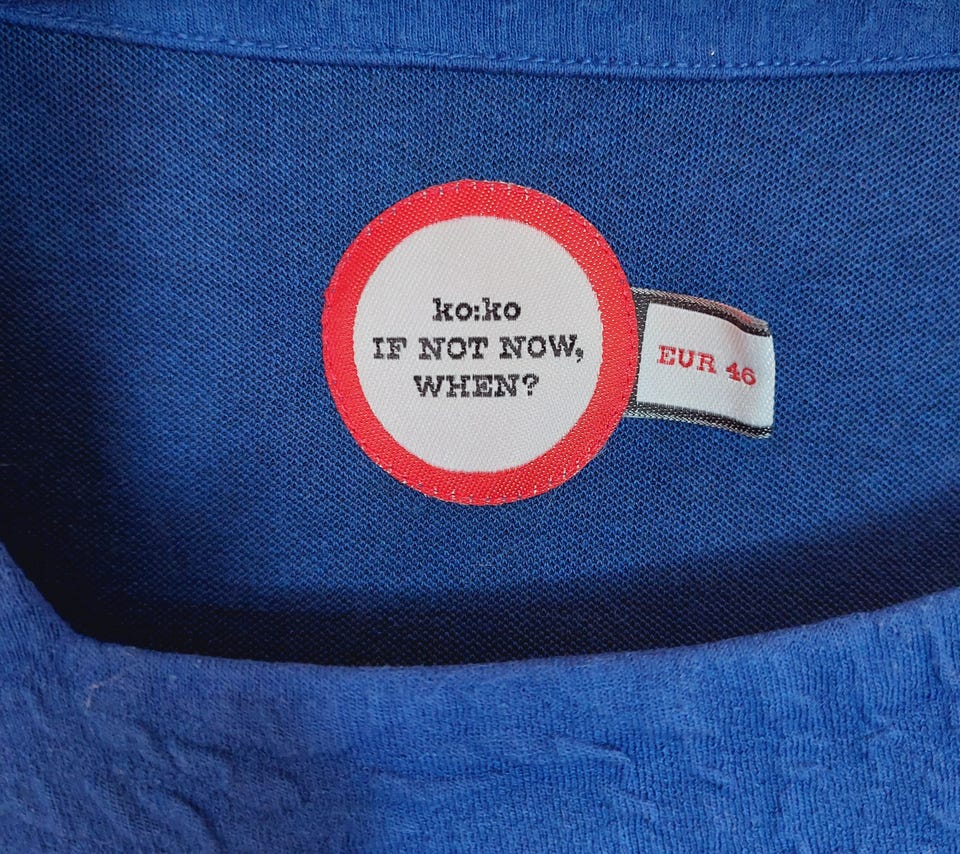 ko:ko
IF NOT NOW,
WHEN?
EUR 46